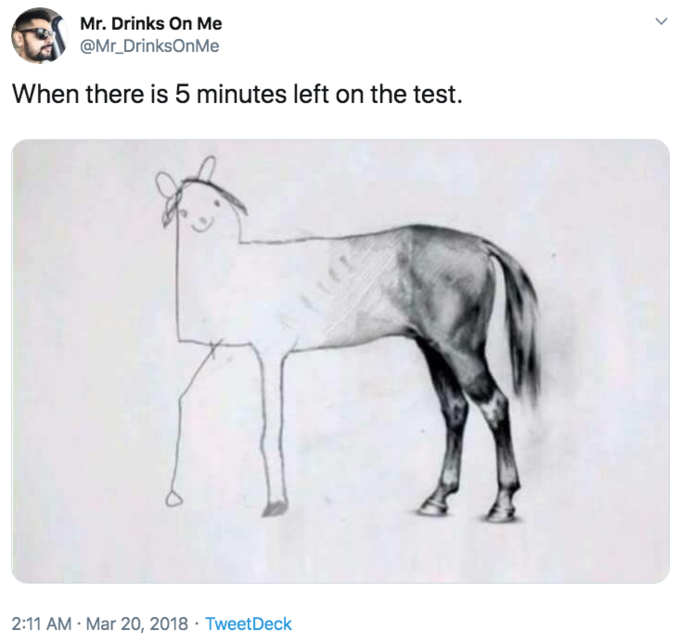 Mr. Drinks On Me
@Mr_DrinksOnMe
When there is 5 minutes left on the test.
2:11 AM · Mar 20, 2018 · TweetDeck